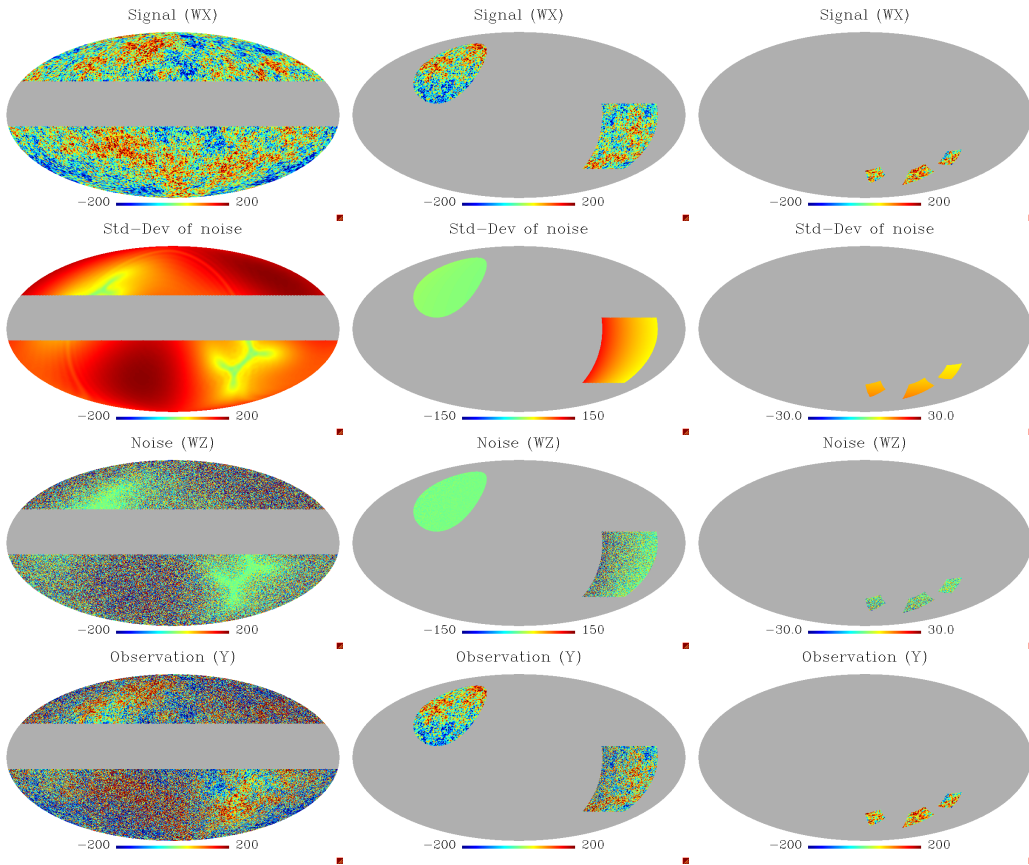 Signal (WX) Signal (WX) Signal (WX)
−200 200 −200 200 −200 200
Std−Dev of noise Std−Dev of noise Std−Dev of noise
−200 200 −150 150 −30.0 30.0
Noise (WZ) Noise (WZ) Noise (WZ)
−200 200 −150 150 −30.0 30.0
Observation (Y) Observation (Y) Observation (Y)
−200 200 −200 200 −200 200